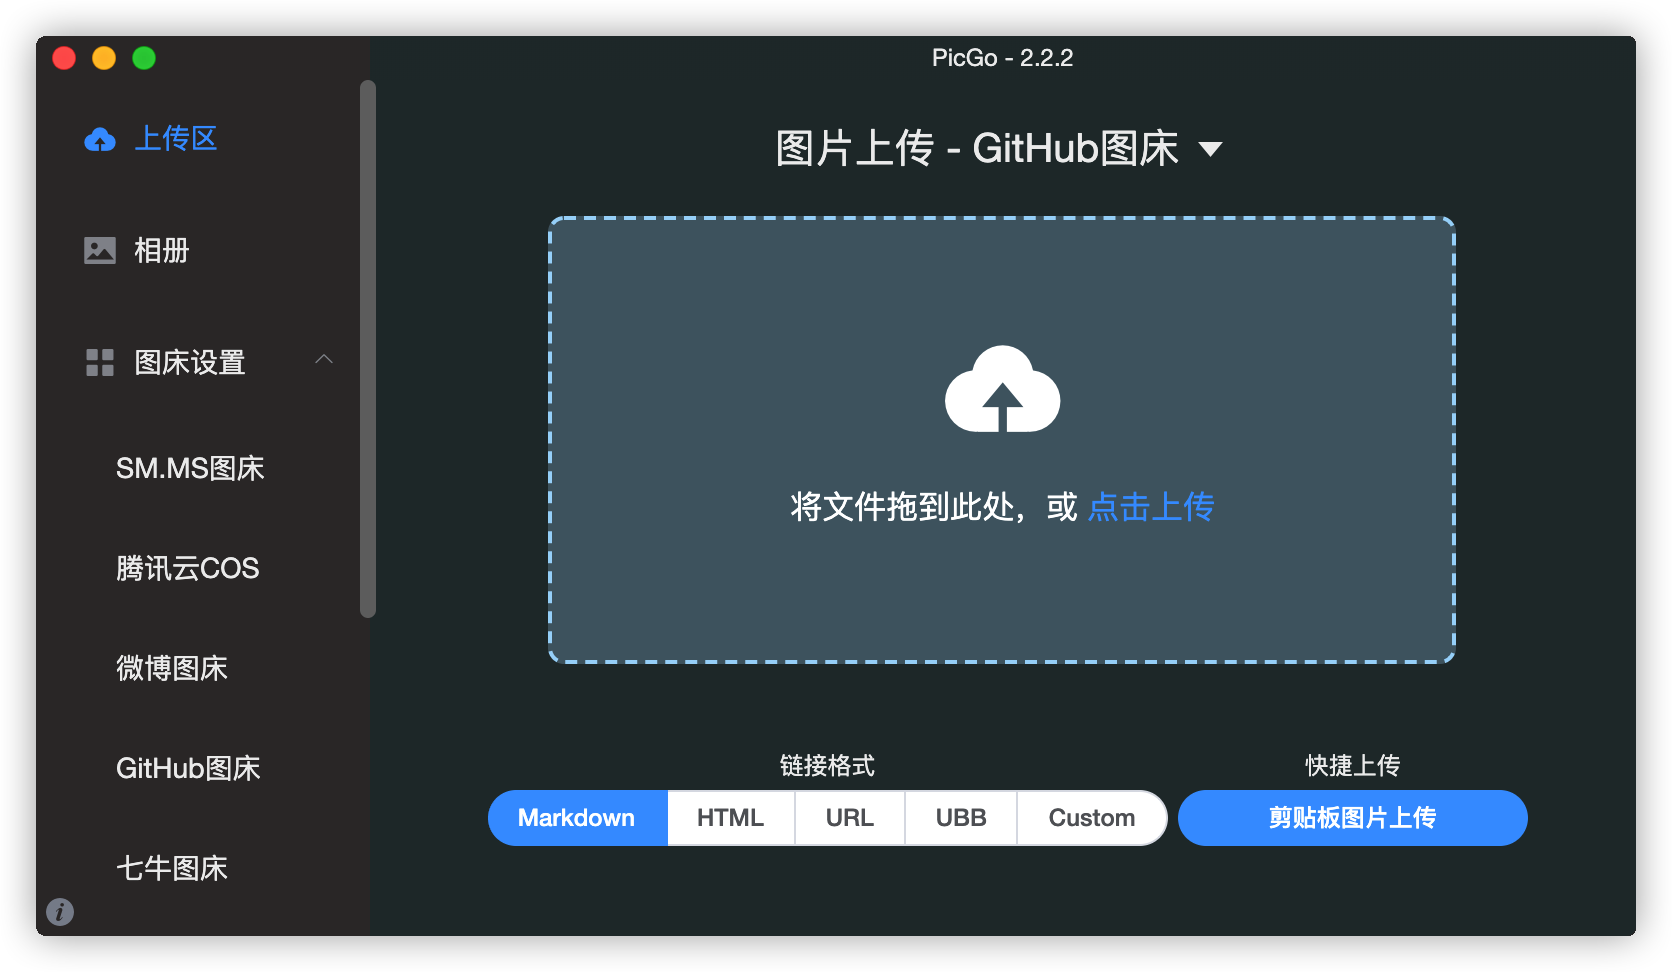 PicGo - 2.2.2
上传区
相册
图床设置
SM.MS图床
腾讯云COS
微博图床
GitHub图床
七牛图床
图片上传 - GitHub图床
将文件拖到此处，或 点击上传
链接格式
Markdown HTML URL UBB Custom
快捷上传
剪贴板图片上传